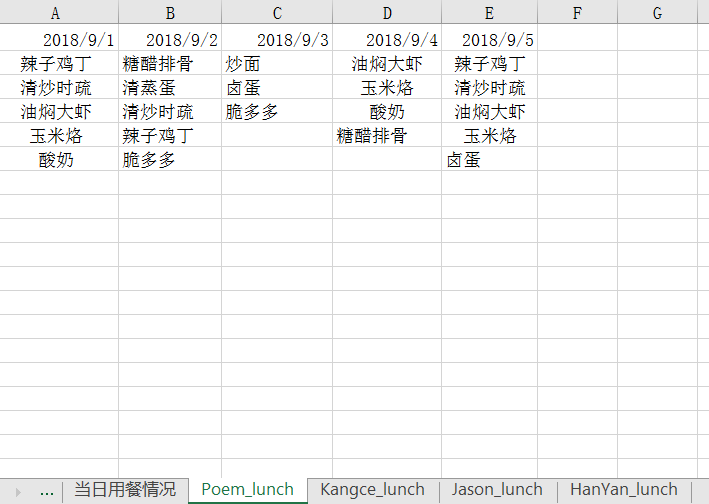 A B C D E F G
2018/9/1 2018/9/2 2018/9/3 2018/9/4 2018/9/5
辣子鸡丁 糖醋排骨 炒面 油焖大虾 辣子鸡丁
清炒时疏 清蒸蛋 卤蛋 玉米烙 清炒时疏
油焖大虾 清炒时疏 脆多多 酸奶 油焖大虾
玉米烙 辣子鸡丁 糖醋排骨 玉米烙
酸奶 脆多多 卤蛋
... 当日用餐情况 Poem_lunch Kangce_lunch Jason_lunch HanYan_lunch